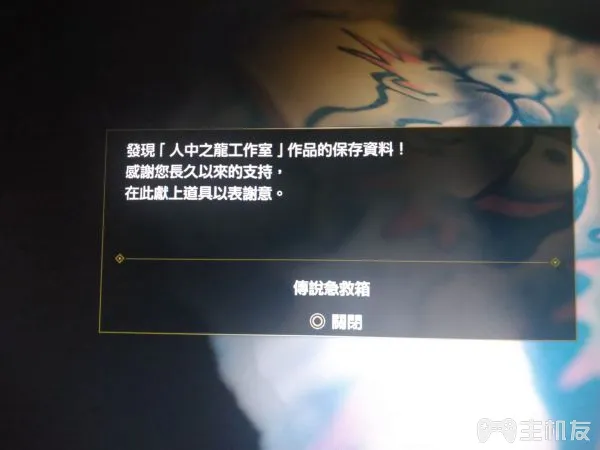 發現「人中之龍工作室」作品的保存資料！
感謝您長久以來的支持，
在此獻上道具以表謝意。
傳說急救箱
關閉
主机友